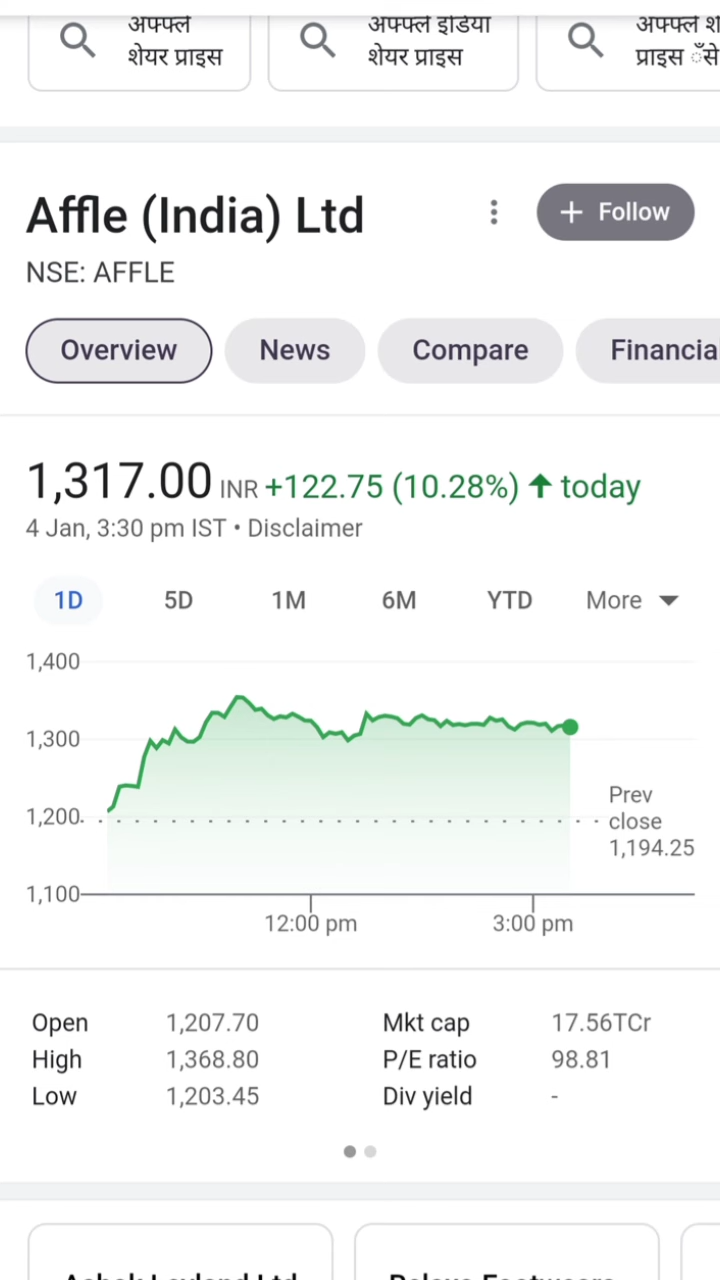 अफ्फ्ले
शेयर प्राइस
अफ्फ्ले इंडिया
शेयर प्राइस
अफ्फ्ले
प्राइस
Affle (India) Ltd
+ Follow
NSE: AFFLE
Overview
News
Compare
Financia
1,317.00 INR +122.75 (10.28%) ↑ today
4 Jan, 3:30 pm IST • Disclaimer
1D 5D 1M 6M YTD More
1,400
1,300
1,200
1,100
Prev
close
1,194.25
12:00 pm 3:00 pm
Open 1,207.70 Mkt cap 17.56TCr
High 1,368.80 P/E ratio 98.81
Low 1,203.45 Div yield -